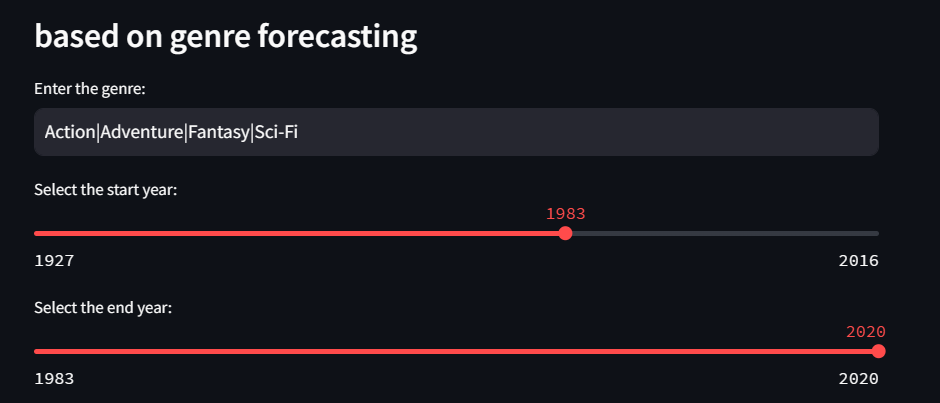 based on genre forecasting
Enter the genre:
Action|Adventure|Fantasy|Sci-Fi
Select the start year:
1983
1927 2016
Select the end year:
2020
1983 2020